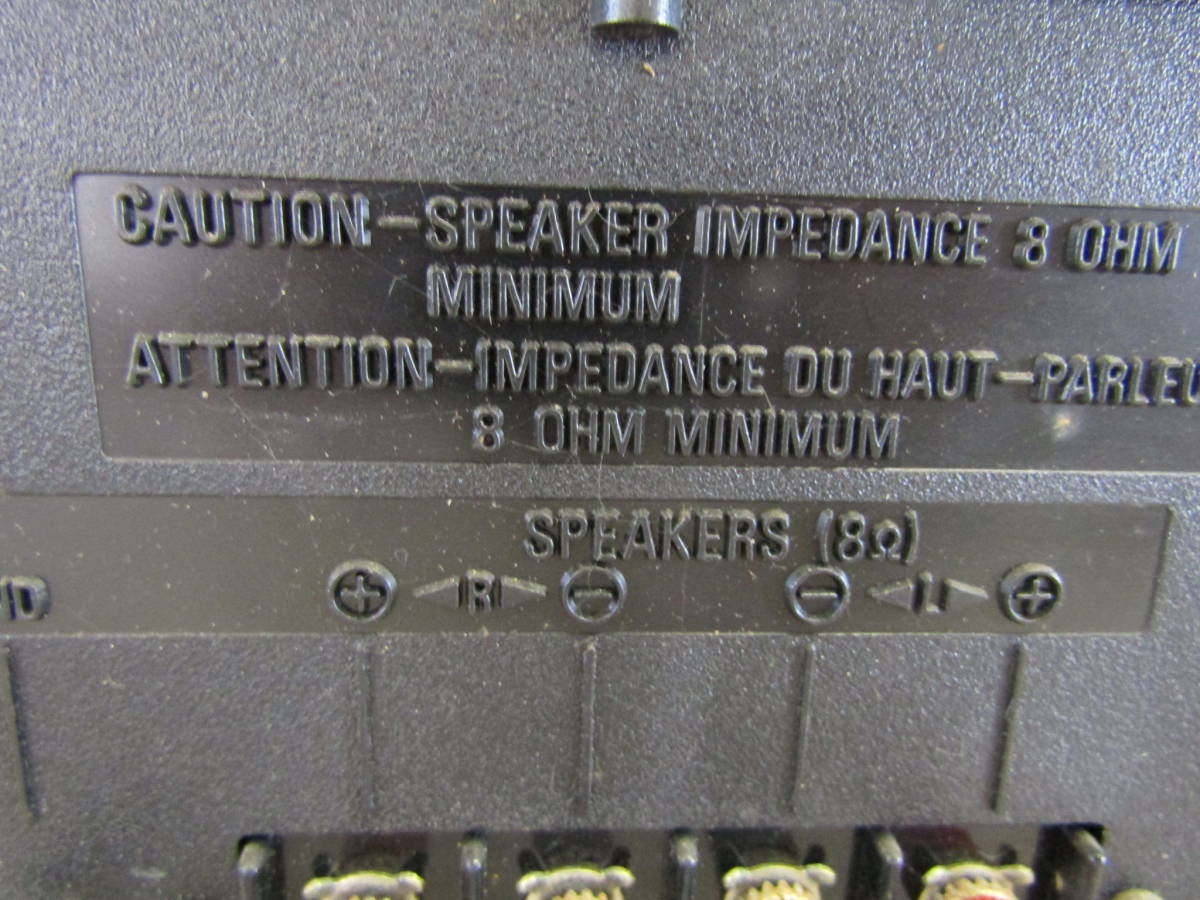 CAUTION-SPEAKER IMPEDANCE 8 OHM
MINIMUM
ATTENTION-IMPEDANCE DU HAUT-PARLEU
8 OHM MINIMUM
SPEAKERS (8Ω)
⊕ ◁R▷ ⊖ ⊖ ◁L▷ ⊕